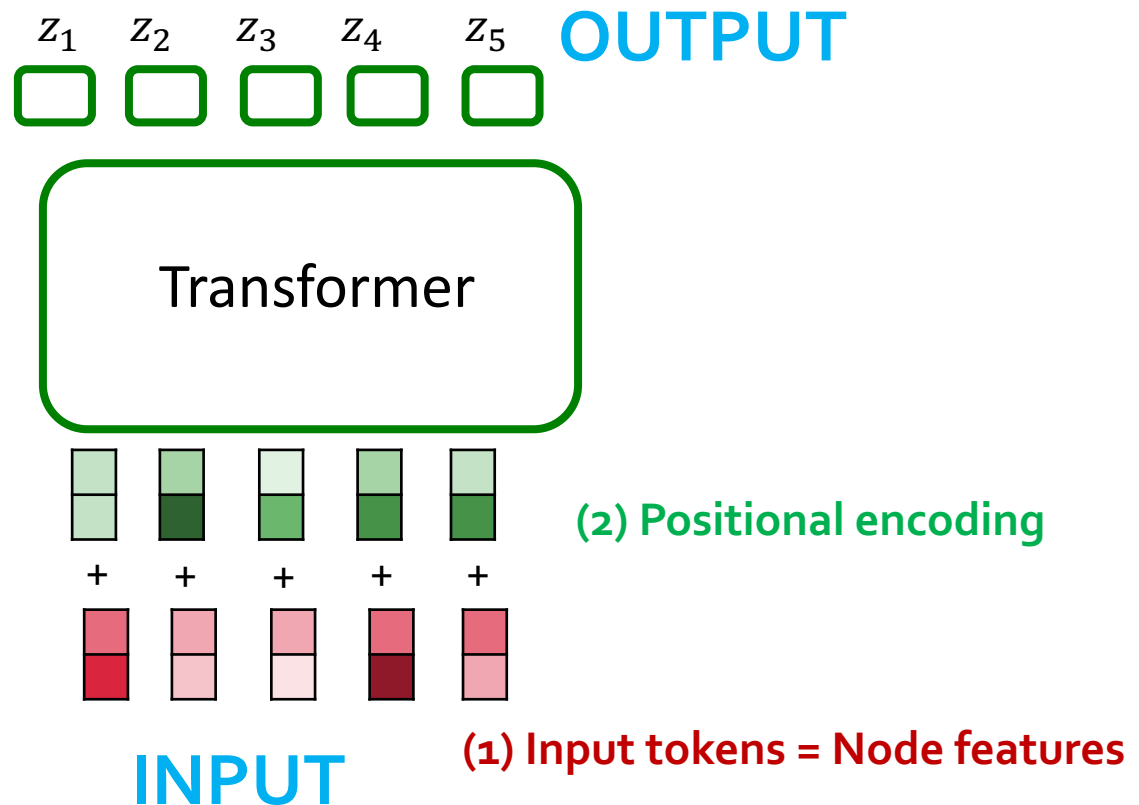 z₁ z₂ z₃ z₄ z₅ OUTPUT
Transformer
(2) Positional encoding
+ + + + +
(1) Input tokens = Node features
INPUT